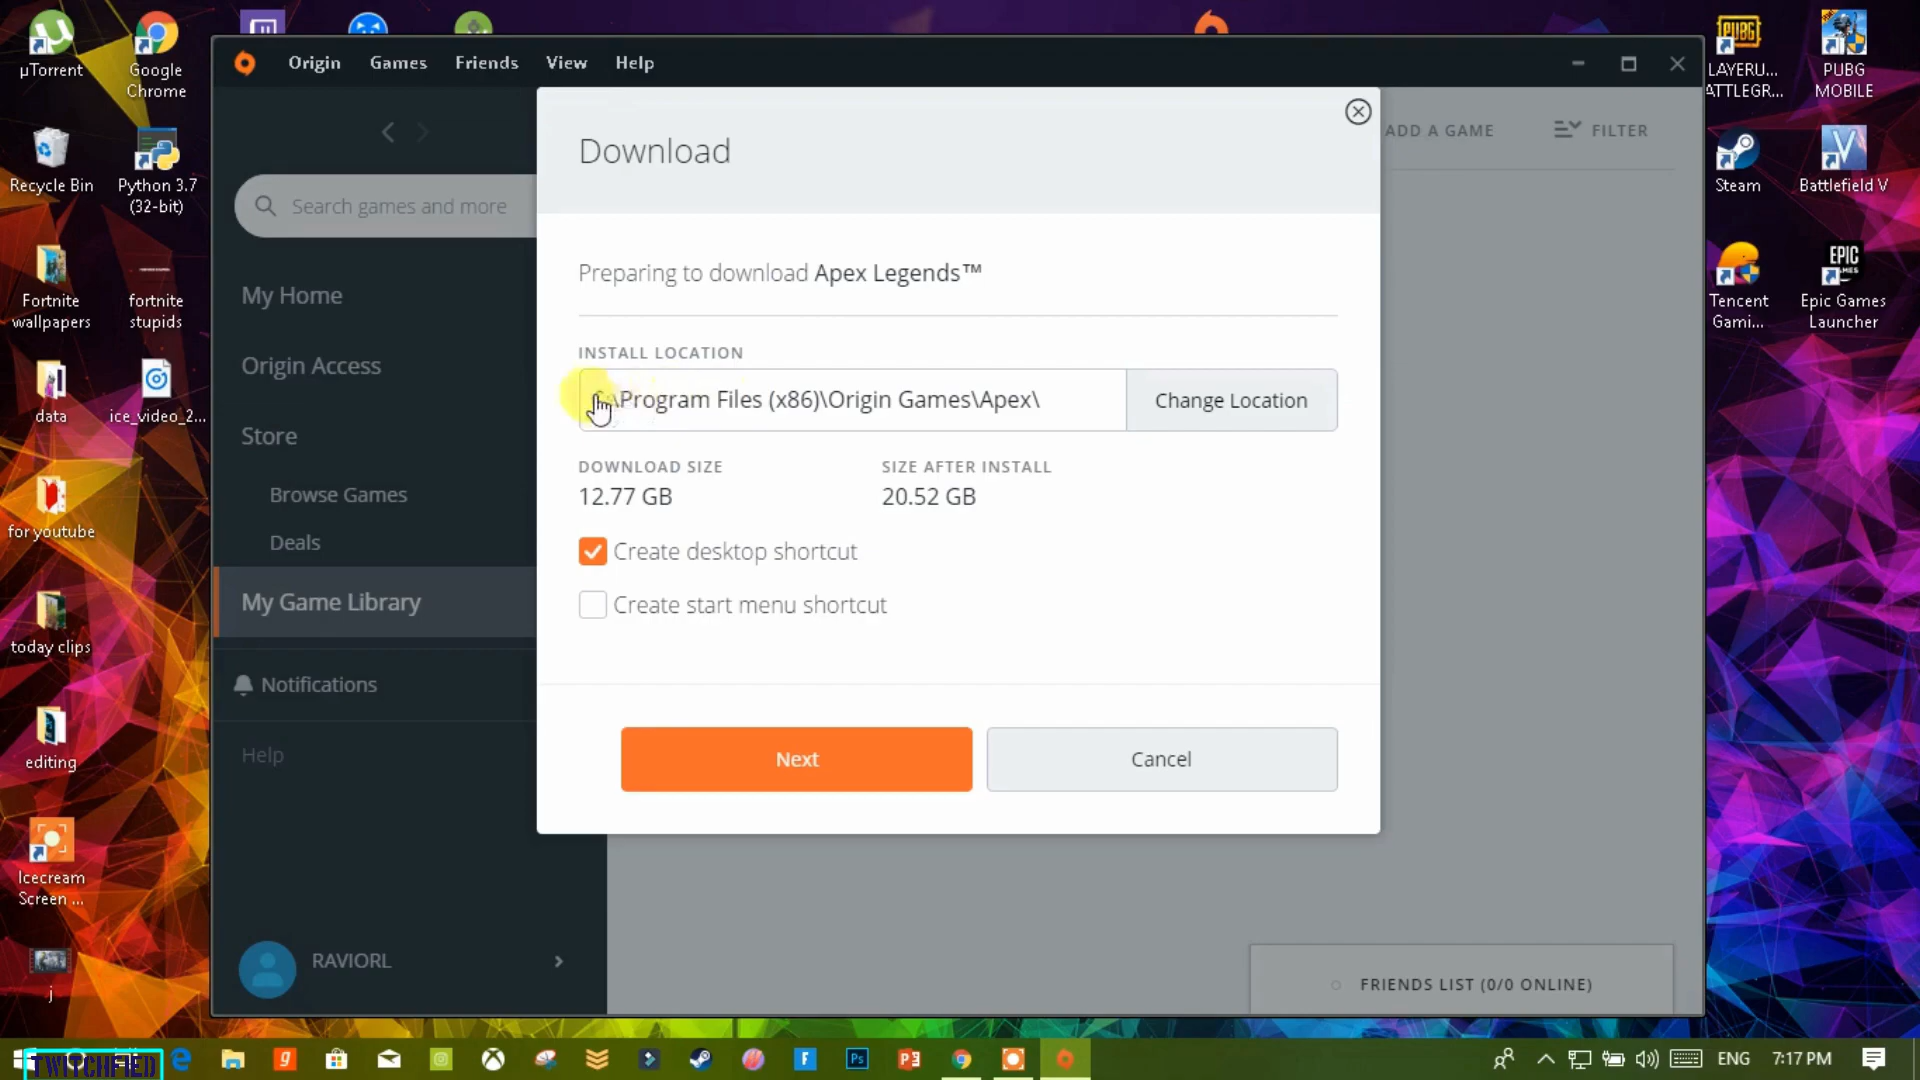 µTorrent
Google
Chrome
Recycle Bin
Python 3.7
(32-bit)
Fortnite
wallpapers
fortnite
stupids
data
ice_video_2...
for youtube
today clips
editing
Icecream
Screen ...
j
Origin
Games
Friends
View
Help
Search games and more
My Home
Origin Access
Store
Browse Games
Deals
My Game Library
Notifications
Help
RAVIORL
ADD A GAME
FILTER
Download
Preparing to download Apex Legends™
INSTALL LOCATION
:\Program Files (x86)\Origin Games\Apex\
Change Location
DOWNLOAD SIZE
12.77 GB
SIZE AFTER INSTALL
20.52 GB
Create desktop shortcut
Create start menu shortcut
Next
Cancel
FRIENDS LIST (0/0 ONLINE)
PUBG
LAYERU...
ATTLEGR...
PUBG
MOBILE
Steam
Battlefield V
Tencent
Gami...
EPIC
GAMES
Epic Games
Launcher
TWITCHFIED
ENG
7:17 PM